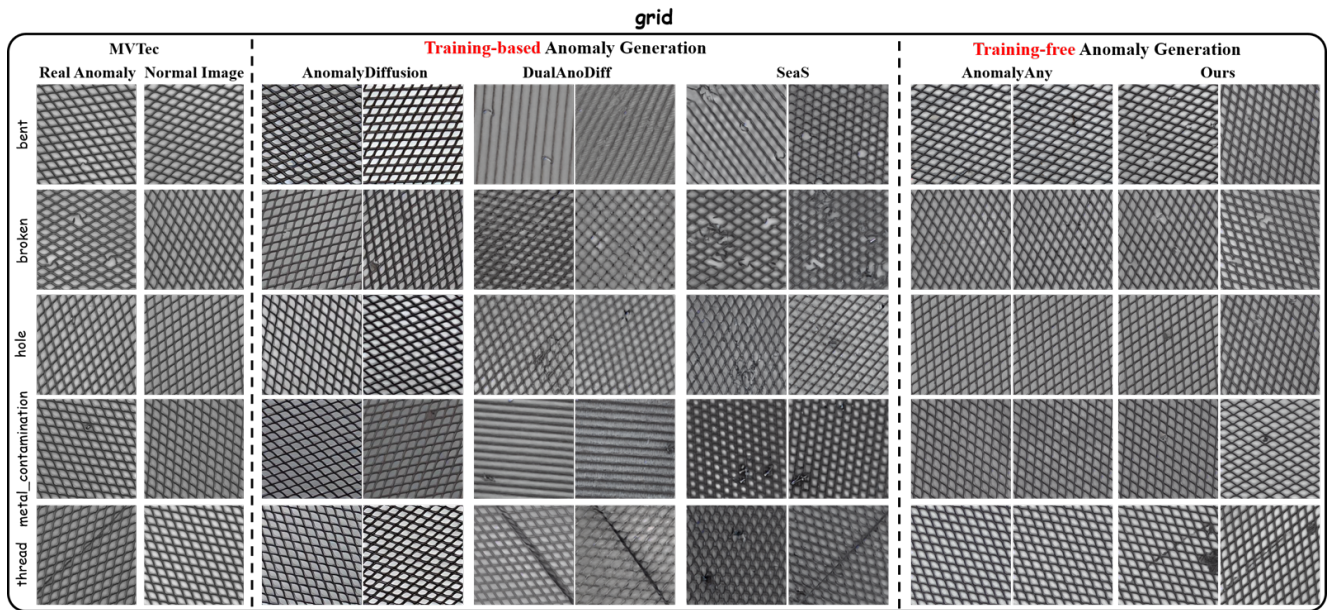 grid
MVTec
Training-based Anomaly Generation
Training-free Anomaly Generation
Real Anomaly
Normal Image
AnomalyDiffusion
DualAnoDiff
SeaS
AnomalyAny
Ours
bent
broken
hole
metal_contamination
thread